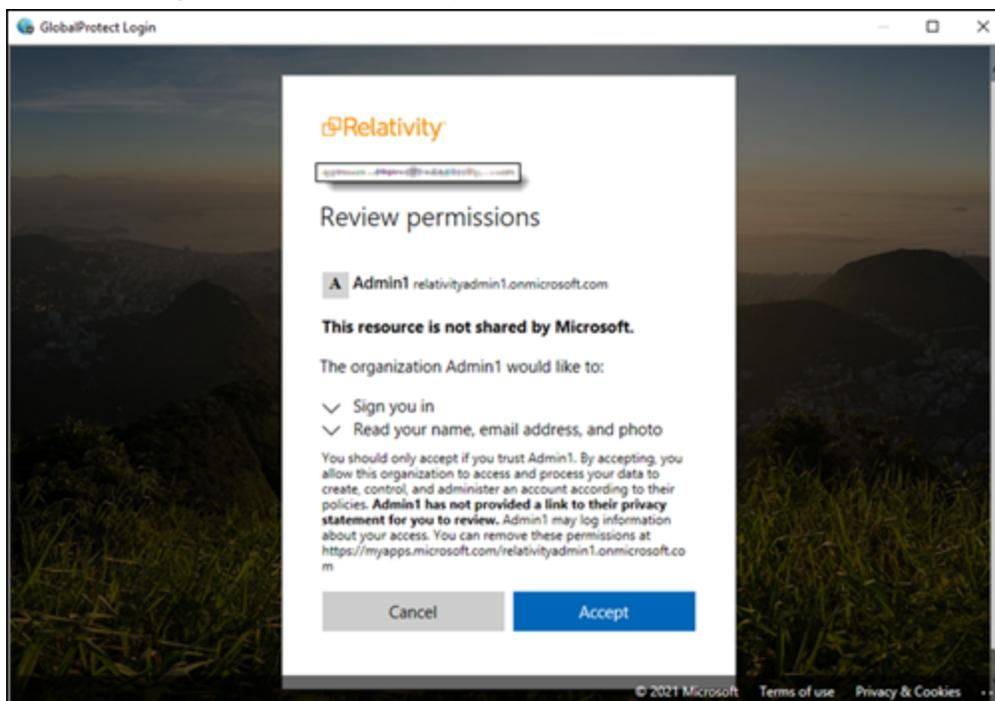 GlobalProtect Login
Relativity
Review permissions
A Admin1 relativityadmin1.onmicrosoft.com
This resource is not shared by Microsoft.
The organization Admin1 would like to:
Sign you in
Read your name, email address, and photo
You should only accept if you trust Admin1. By accepting, you
allow this organization to access and process your data to
create, control, and administer an account according to their
policies. Admin1 has not provided a link to their privacy
statement for you to review. Admin1 may log information
about your access. You can remove these permissions at
https://myapps.microsoft.com/relativityadmin1.onmicrosoft.co
m
Cancel Accept
© 2021 Microsoft Terms of use Privacy & Cookies